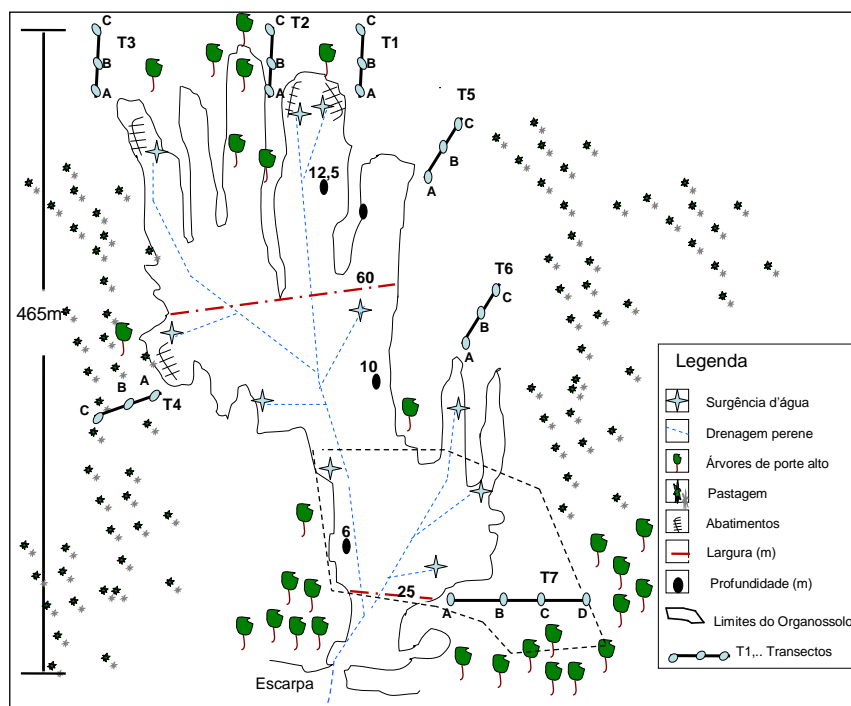 C
T3
B
A
T2
C
B
A
C
T1
B
A
T5
C
B
A
12,5
60
T6
C
B
A
465m
10
A
B
C
T4
6
25
T7
A
B
C
D
Escarpa
Legenda
Surgência d'água
Drenagem perene
Árvores de porte alto
Pastagem
Abatimentos
Largura (m)
Profundidade (m)
Limites do Organossolo
T1,.. Transectos